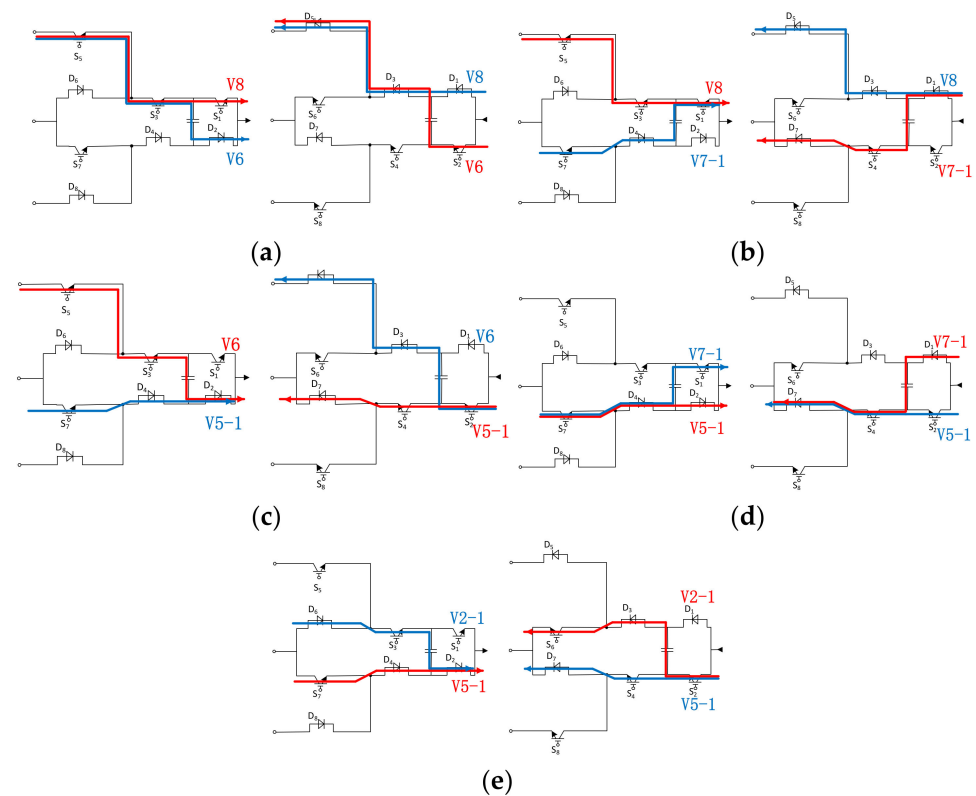 D5
S5
V8
D6
D3
D1
V8
S3
S1
S6
D4
D2
V6
D7
S7
S4
S2
V6
D8
S8
(a)
D5
S5
V8
D6
D3
D1
V8
S3
S1
S6
D4
D2
D7
S7
V7-1
S4
S2
V7-1
D8
S8
(b)
S5
V6
D6
D3
D1
V6
S3
S1
S6
D4
D2
D7
S7
V5-1
S4
S2
V5-1
D8
S8
(c)
D5
S5
V7-1
V7-1
D6
D3
D1
S3
S1
S6
D4
D2
D7
S7
V5-1
S4
S2
V5-1
D8
S8
(d)
D5
S5
V2-1
V2-1
D6
D3
D1
S3
S1
S6
D4
D2
V5-1
D7
S7
S4
S2
V5-1
D8
S8
(e)